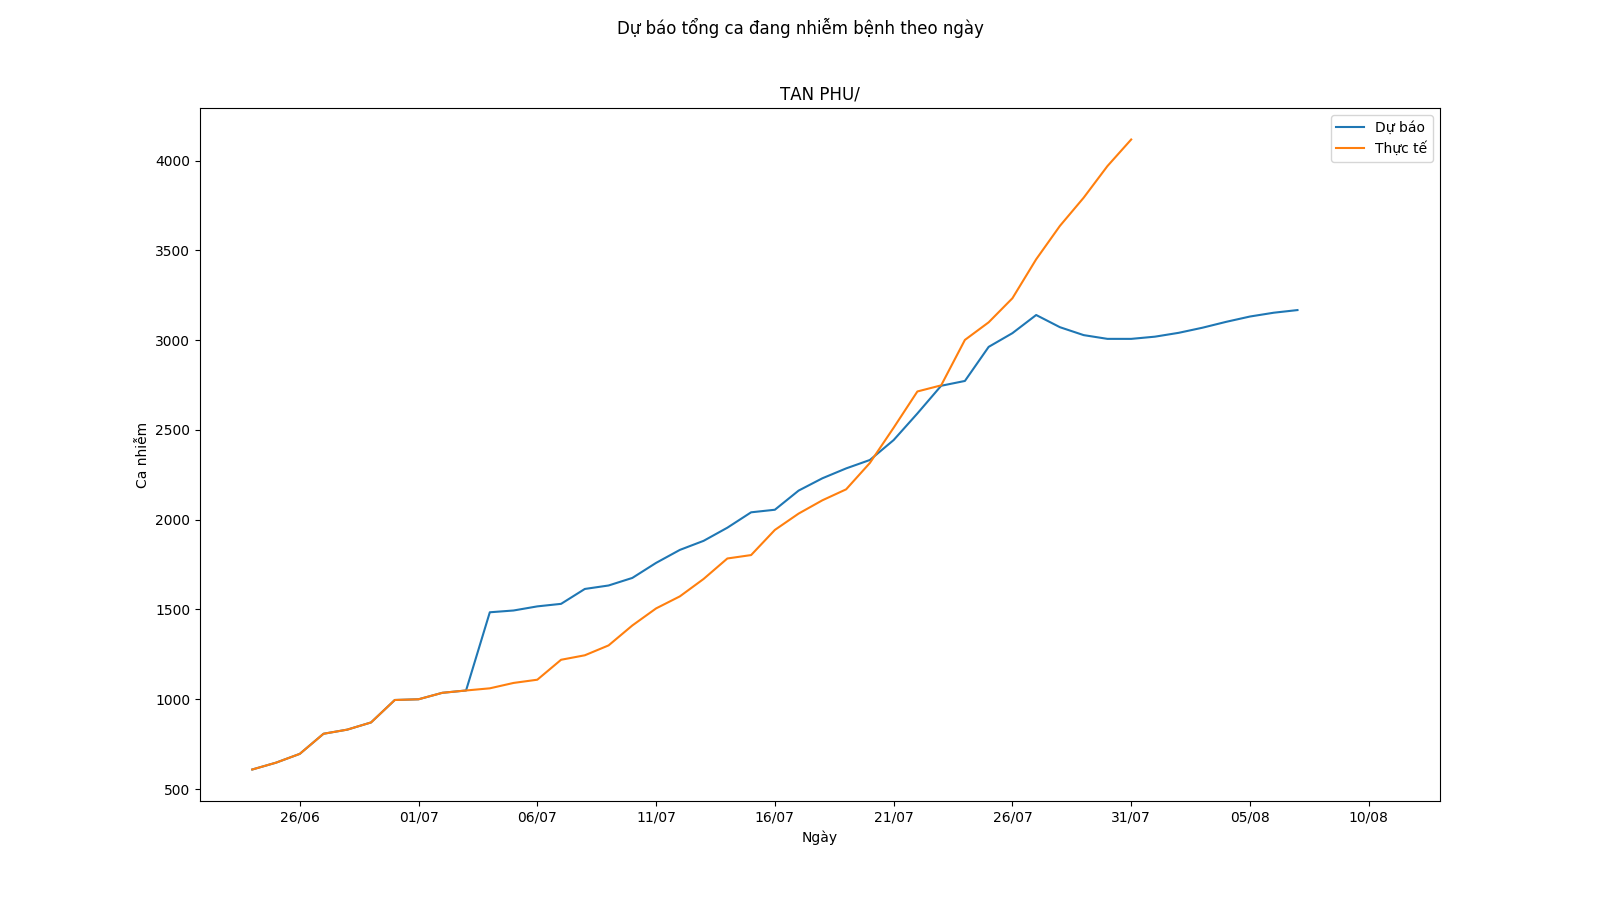 Dự báo tổng ca đang nhiễm bệnh theo ngày
TAN PHU/
Dự báo
Thực tế
4000
3500
3000
2500
2000
1500
1000
500
Ca nhiễm
26/06 01/07 06/07 11/07 16/07 21/07 26/07 31/07 05/08 10/08
Ngày